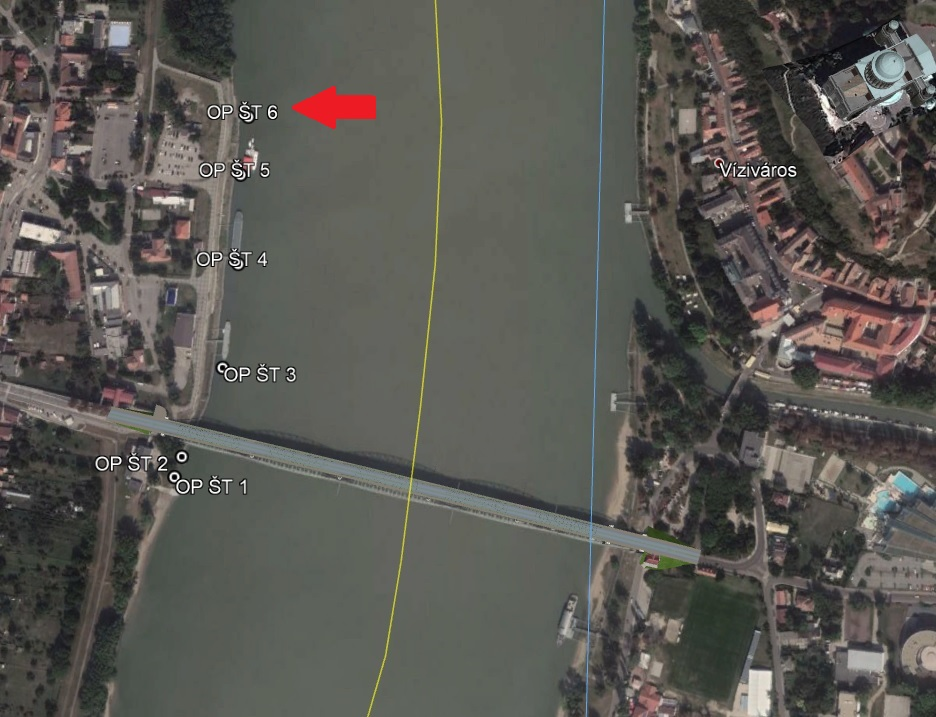 OP ŠT 6
OP ŠT 5
Víziváros
OP ŠT 4
OP ŠT 3
OP ŠT 2
OP ŠT 1